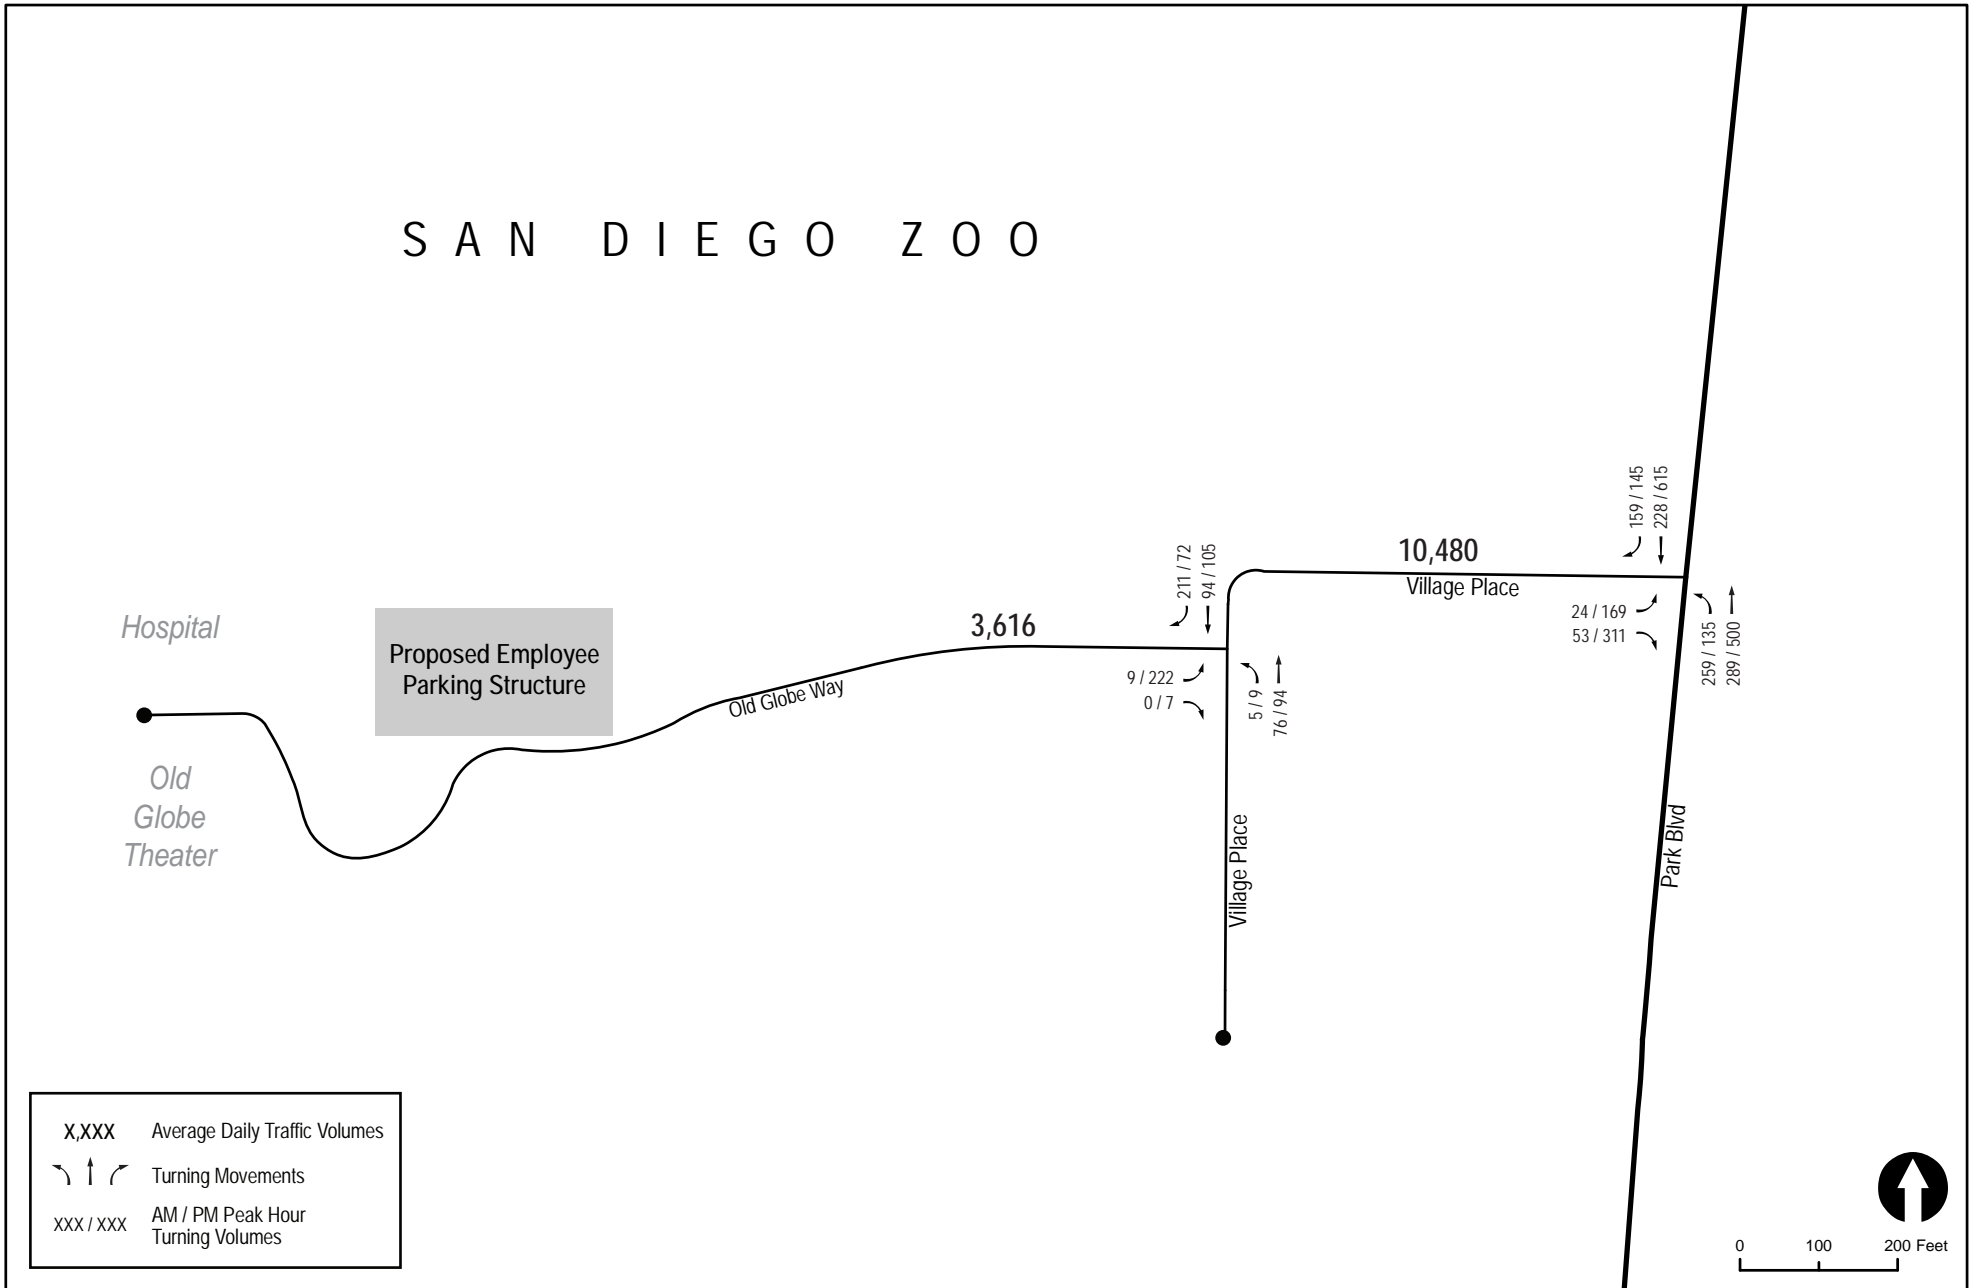 SAN DIEGO ZOO
159 / 145
228 / 615
10,480
Village Place
211 / 72
94 / 105
24 / 169
53 / 311
259 / 135
289 / 500
Hospital
Proposed Employee
Parking Structure
3,616
Old Globe Way
9 / 222
0 / 7
5 / 9
76 / 94
Old
Globe
Theater
Village Place
Park Blvd
X,XXX Average Daily Traffic Volumes
Turning Movements
XXX / XXX AM / PM Peak Hour
Turning Volumes
0 100 200 Feet